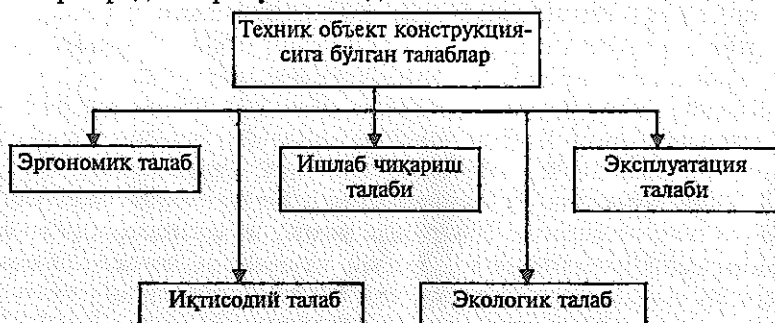 Техник объект конструкция-
сига бўлган талаблар
Эргономик талаб
Ишлаб чиқариш
талаби
Эксплуатация
талаби
Иқтисодий талаб
Экологик талаб